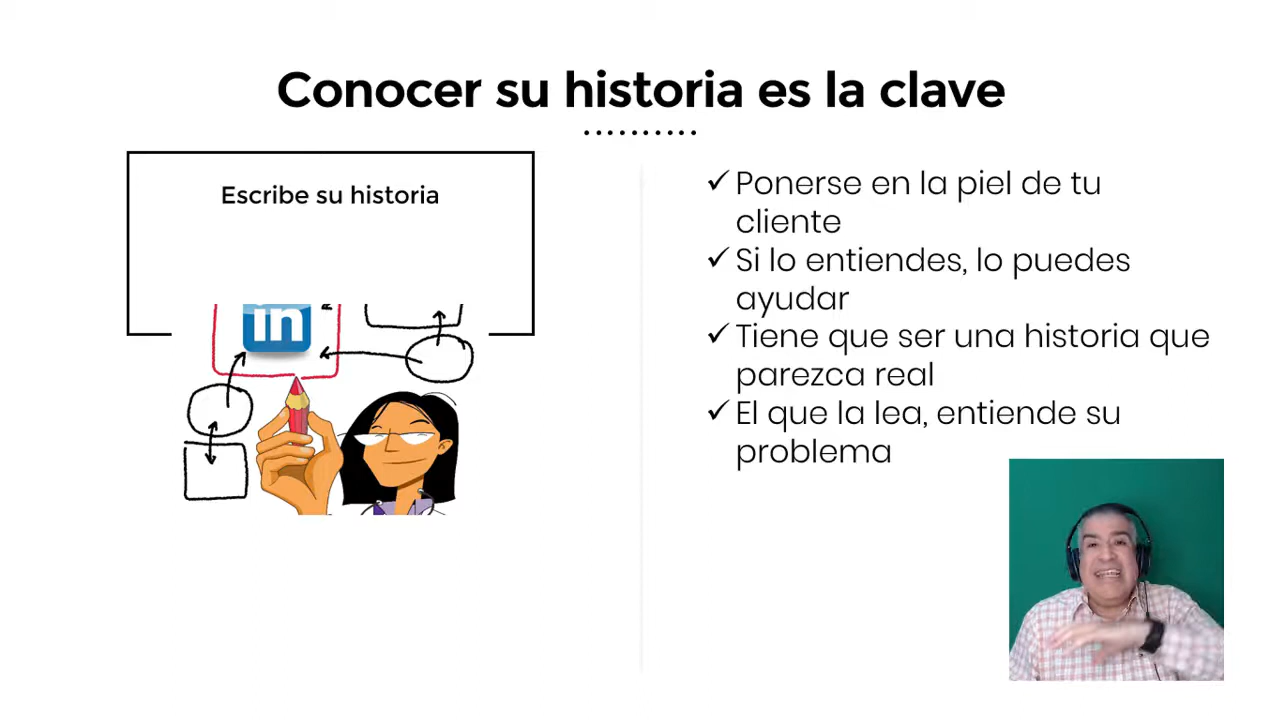 Conocer su historia es la clave
Escribe su historia
in
Ponerse en la piel de tu
cliente
Si lo entiendes, lo puedes
ayudar
Tiene que ser una historia que
parezca real
El que la lea, entiende su
problema